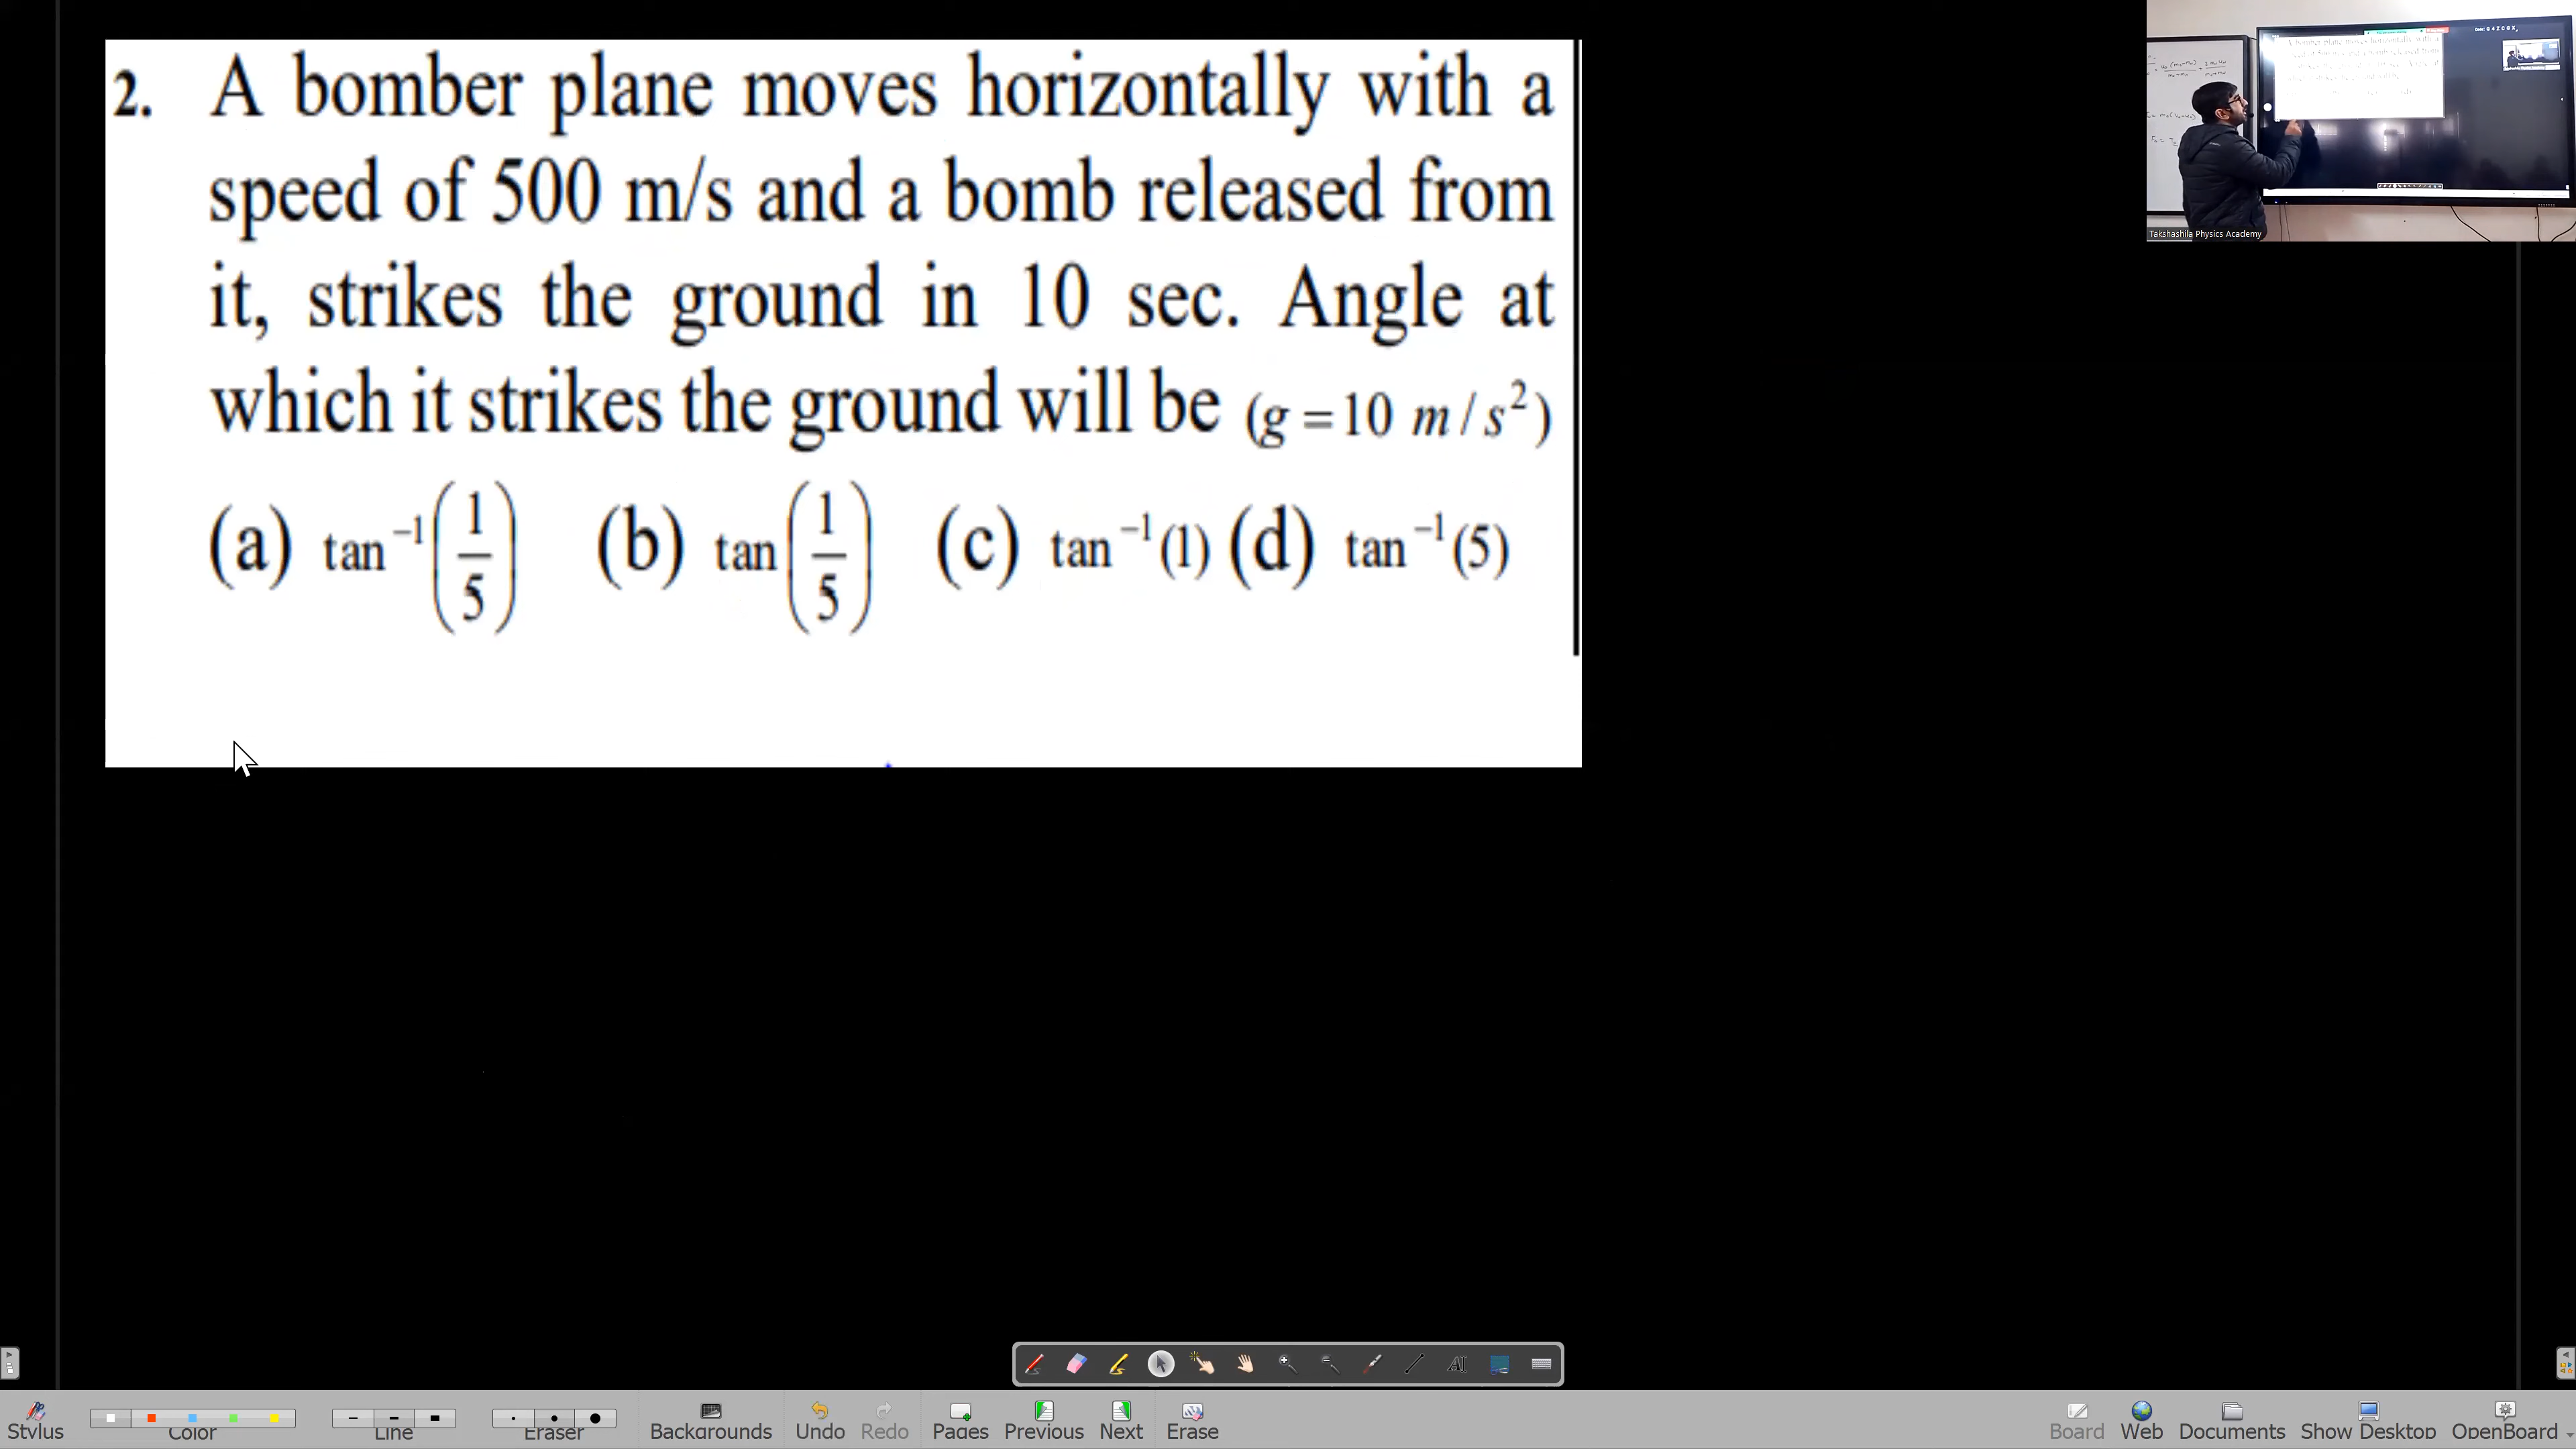 2. A bomber plane moves horizontally with a
speed of 500 m/s and a bomb released from
it, strikes the ground in 10 sec. Angle at
which it strikes the ground will be (g = 10 m / s²)
(a) tan⁻¹(1/5) (b) tan(1/5) (c) tan⁻¹(1) (d) tan⁻¹(5)
Takshashila Physics Academy
Stylus Color Line Eraser Backgrounds Undo Redo Pages Previous Next Erase Board Web Documents Show Desktop OpenBoard